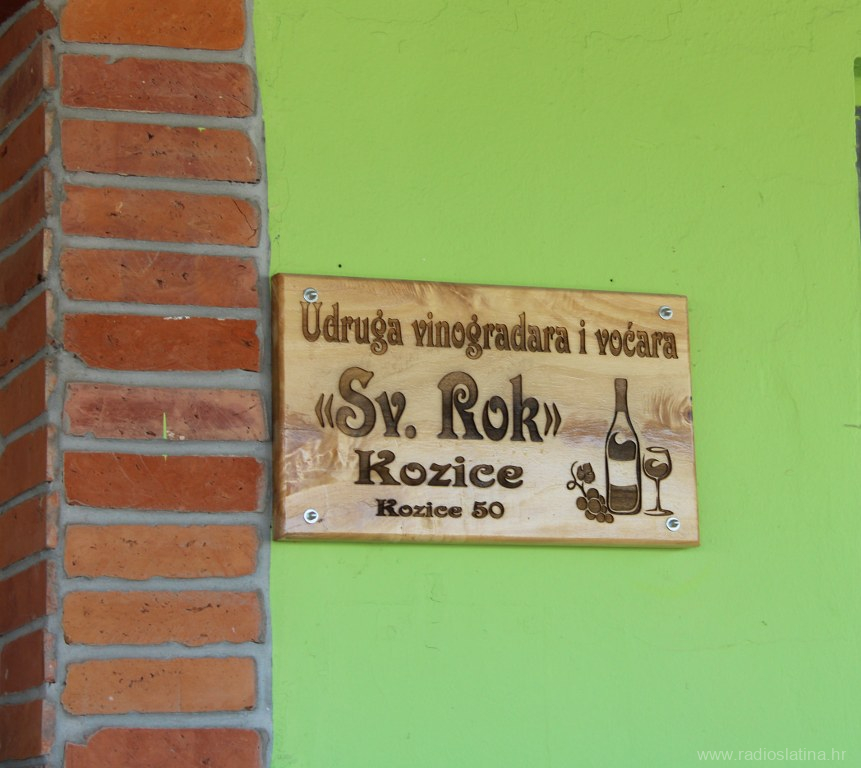 Udruga vinogradara i voćara
«Sv. Rok»
Kozice
Kozice 50
www.radioslatina.hr